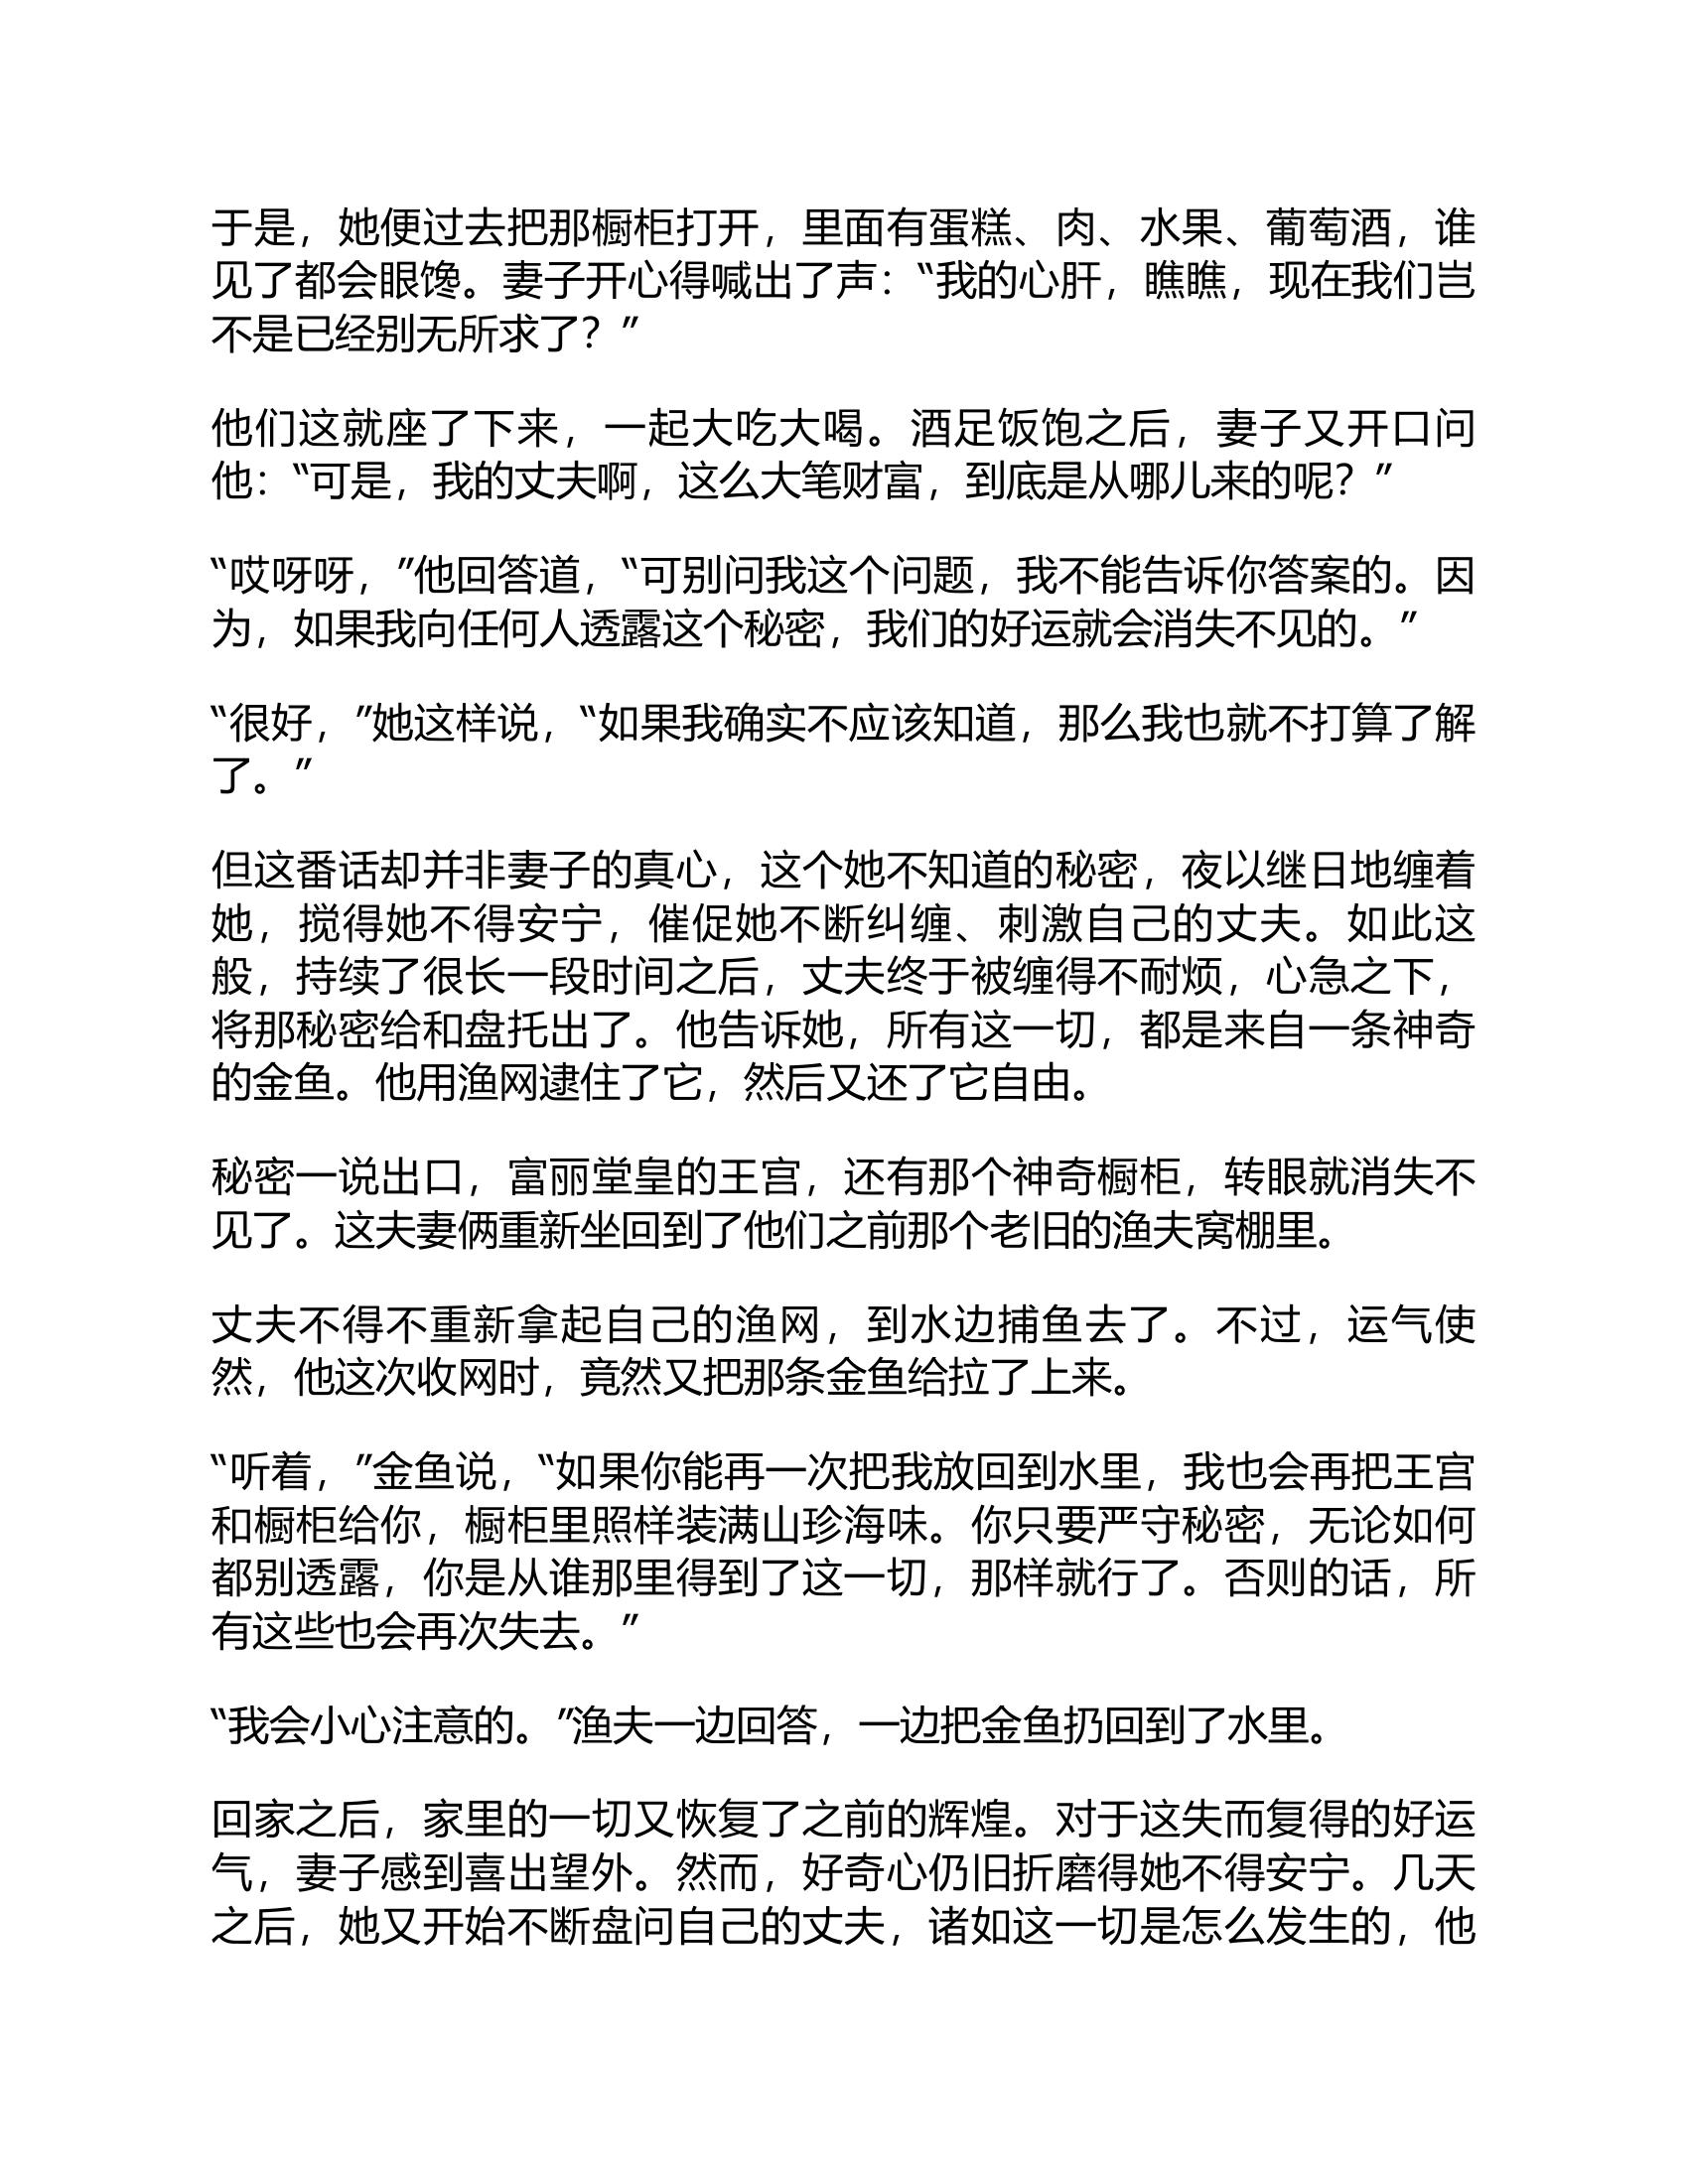 于是，她便过去把那橱柜打开，里面有蛋糕、肉、水果、葡萄酒，谁
见了都会眼馋。妻子开心得喊出了声：“我的心肝，瞧瞧，现在我们岂
不是已经别无所求了？”
他们这就座了下来，一起大吃大喝。酒足饭饱之后，妻子又开口问
他：“可是，我的丈夫啊，这么大笔财富，到底是从哪儿来的呢？”
“哎呀呀，”他回答道，“可别问我这个问题，我不能告诉你答案的。因
为，如果我向任何人透露这个秘密，我们的好运就会消失不见的。”
“很好，”她这样说，“如果我确实不应该知道，那么我也就不打算了解
了。”
但这番话却并非妻子的真心，这个她不知道的秘密，夜以继日地缠着
她，搅得她不得安宁，催促她不断纠缠、刺激自己的丈夫。如此这
般，持续了很长一段时间之后，丈夫终于被缠得不耐烦，心急之下，
将那秘密给和盘托出了。他告诉她，所有这一切，都是来自一条神奇
的金鱼。他用渔网逮住了它，然后又还了它自由。
秘密一说出口，富丽堂皇的王宫，还有那个神奇橱柜，转眼就消失不
见了。这夫妻俩重新坐回到了他们之前那个老旧的渔夫窝棚里。
丈夫不得不重新拿起自己的渔网，到水边捕鱼去了。不过，运气使
然，他这次收网时，竟然又把那条金鱼给拉了上来。
“听着，”金鱼说，“如果你能再一次把我放回到水里，我也会再把王宫
和橱柜给你，橱柜里照样装满山珍海味。你只要严守秘密，无论如何
都别透露，你是从谁那里得到了这一切，那样就行了。否则的话，所
有这些也会再次失去。”
“我会小心注意的。”渔夫一边回答，一边把金鱼扔回到了水里。
回家之后，家里的一切又恢复了之前的辉煌。对于这失而复得的好运
气，妻子感到喜出望外。然而，好奇心仍旧折磨得她不得安宁。几天
之后，她又开始不断盘问自己的丈夫，诸如这一切是怎么发生的，他